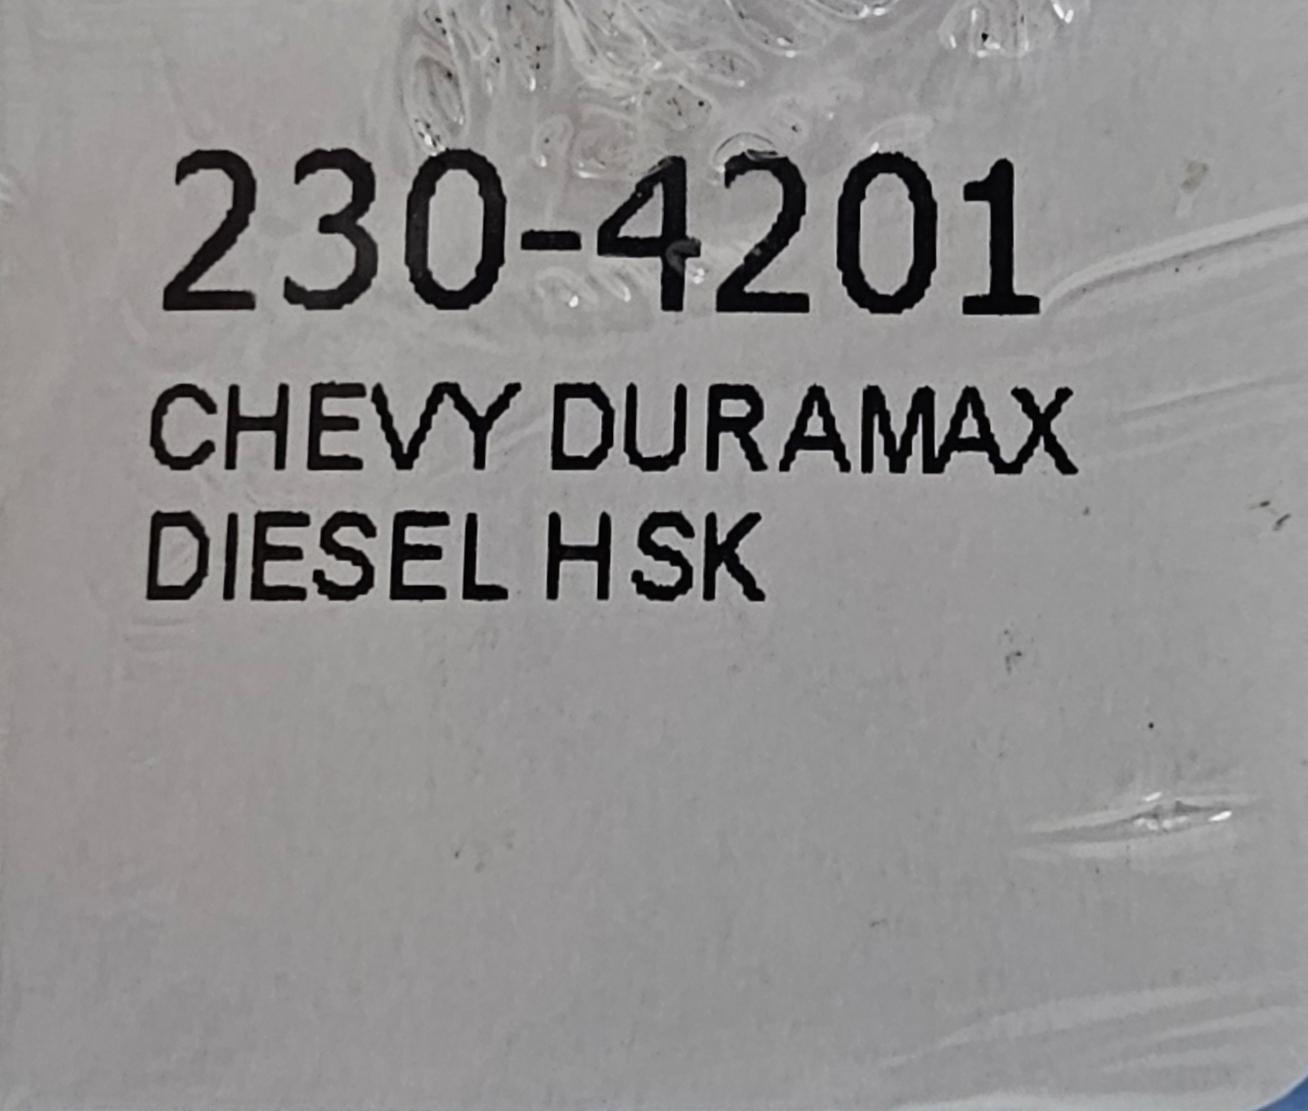 230-4201
CHEVY DURAMAX
DIESEL HSK